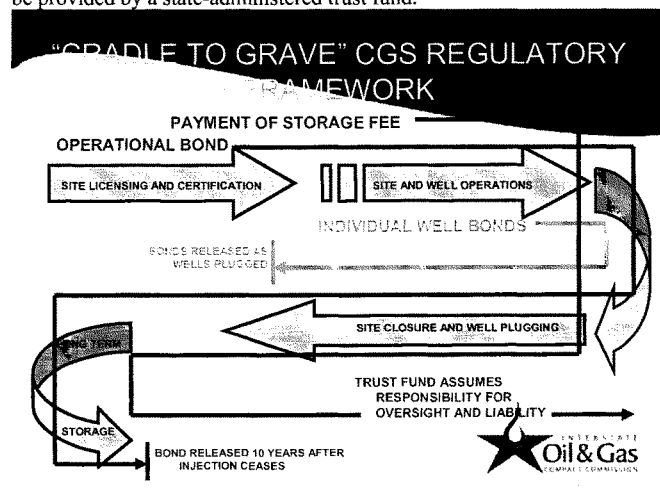 be provided by a state-administered trust fund.
"CRADLE TO GRAVE" CGS REGULATORY
FRAMEWORK
PAYMENT OF STORAGE FEE
OPERATIONAL BOND
SITE LICENSING AND CERTIFICATION
SITE AND WELL OPERATIONS
INDIVIDUAL WELL BONDS
BONDS RELEASED AS
WELLS PLUGGED
SITE CLOSURE AND WELL PLUGGING
LONG TERM
TRUST FUND ASSUMES
RESPONSIBILITY FOR
OVERSIGHT AND LIABILITY
STORAGE
BOND RELEASED 10 YEARS AFTER
INJECTION CEASES
INTERSTATE
Oil & Gas
COMPACT COMMISSION